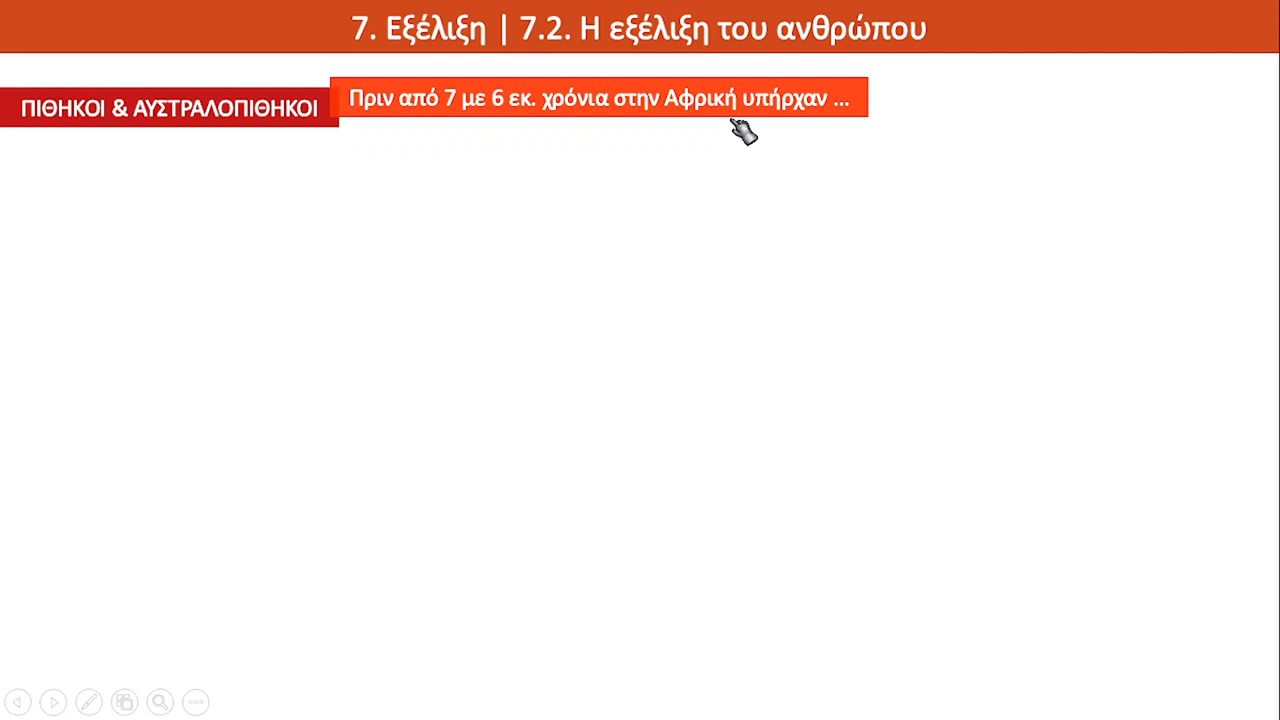 7. Εξέλιξη | 7.2. Η εξέλιξη του ανθρώπου
ΠΙΘΗΚΟΙ & ΑΥΣΤΡΑΛΟΠΙΘΗΚΟΙ
Πριν από 7 με 6 εκ. χρόνια στην Αφρική υπήρχαν ...